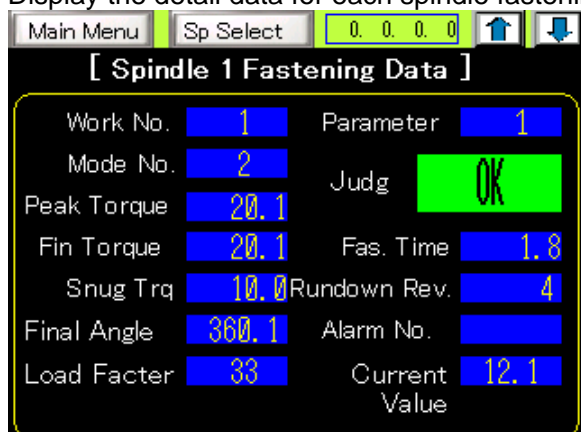 Display the detail data for each spindle fasteni
Main Menu Sp Select 0. 0. 0. 0
[ Spindle 1 Fastening Data ]
Work No. 1 Parameter 1
Mode No. 2 Judg OK
Peak Torque 20.1
Fin Torque 20.1 Fas. Time 1.8
Snug Trq 10.0 Rundown Rev. 4
Final Angle 360.1 Alarm No.
Load Facter 33 Current Value 12.1